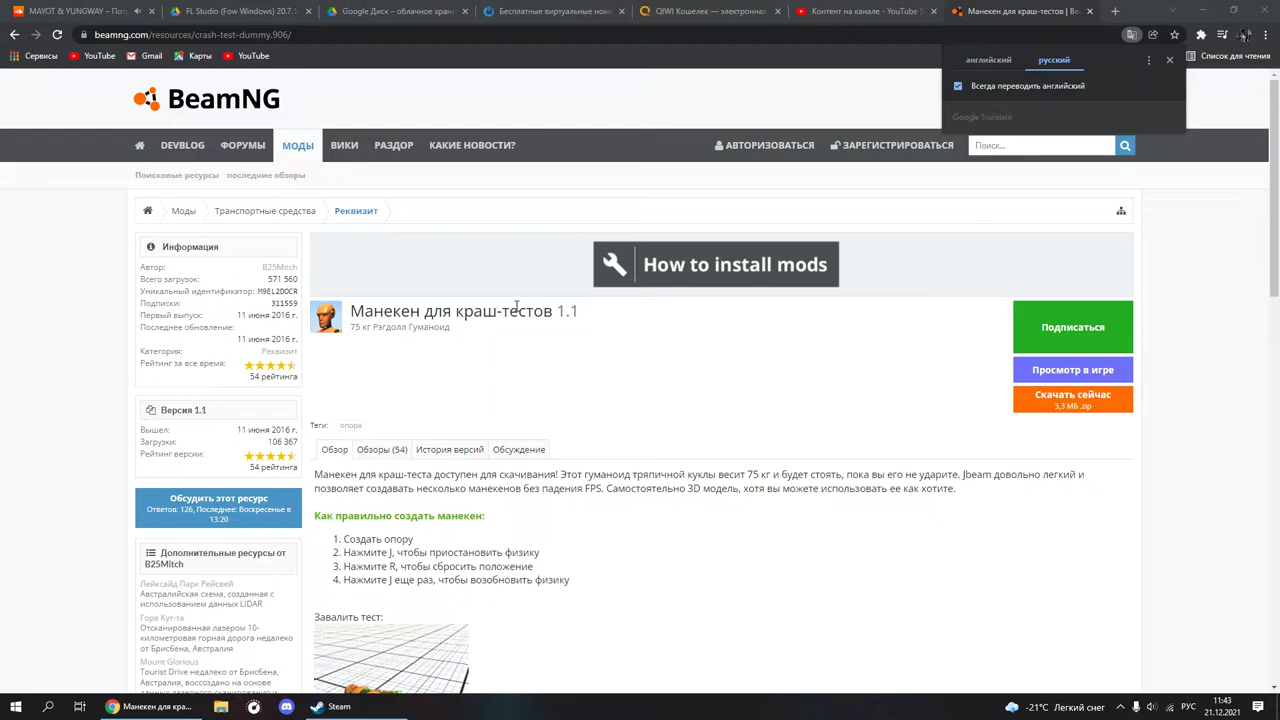 MAYOT & YUNGWAY –
FL Studio (Fow Windows) 20.7.1
Google Диск – облачное хран
Бесплатные виртуальные ном
QIWI Кошелек — электронная
Контент на канале - YouTube S
Манекен для краш-тестов | Be
beamng.com/resources/crash-test-dummy.906/
Сервисы
YouTube
Gmail
Карты
YouTube
Список для чтения
английский
русский
Всегда переводить английский
Google Translate
BeamNG
DEVBLOG
ФОРУМЫ
МОДЫ
ВИКИ
РАЗДОР
КАКИЕ НОВОСТИ?
АВТОРИЗОВАТЬСЯ
ЗАРЕГИСТРИРОВАТЬСЯ
Поиск...
Поисковые ресурсы
последние обзоры
Моды
Транспортные средства
Реквизит
Информация
Автор: B25Mitch
Всего загрузок: 571 560
Уникальный идентификатор: M9EL2DOCR
Подписки: 311559
Первый выпуск: 11 июня 2016 г.
Последнее обновление:
11 июня 2016 г.
Категория: Реквизит
Рейтинг за все время:
54 рейтинга
Версия 1.1
Вышел: 11 июня 2016 г.
Загрузки: 106 367
Рейтинг версии:
54 рейтинга
Обсудить этот ресурс
Ответов: 126, Последнее: Воскресенье в
13:20
Дополнительные ресурсы от
B25Mitch
Лейксайд Парк Рейсвей
Австралийская схема, созданная с
использованием данных LIDAR
Гора Кут-та
Отсканированная лазером 10-
километровая горная дорога недалеко
от Брисбена, Австралия
Mount Glorious
Tourist Drive недалеко от Брисбена,
Австралия, воссоздано на основе
How to install mods
Манекен для краш-тестов 1.1
75 кг Рэгдолл Гуманоид
Подписаться
Просмотр в игре
Скачать сейчас
3,3 МБ .zip
Теги: опора
Обзор
Обзоры (54)
История версий
Обсуждение
Манекен для краш-теста доступен для скачивания! Этот гуманоид тряпичной куклы весит 75 кг и будет стоять, пока вы его не ударите. Jbeam довольно легкий и
позволяет создавать несколько манекенов без падения FPS. Самостоятельно 3D модель, хотя вы можете использовать ее как хотите.
Как правильно создать манекен:
1. Создать опору
2. Нажмите J, чтобы приостановить физику
3. Нажмите R, чтобы сбросить положение
4. Нажмите J еще раз, чтобы возобновить физику
Завалить тест:
Манекен для кра...
Steam
-21°C Легкий снег
РУС
11:43
21.12.2021